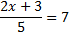 (2x + 3)/5 = 7